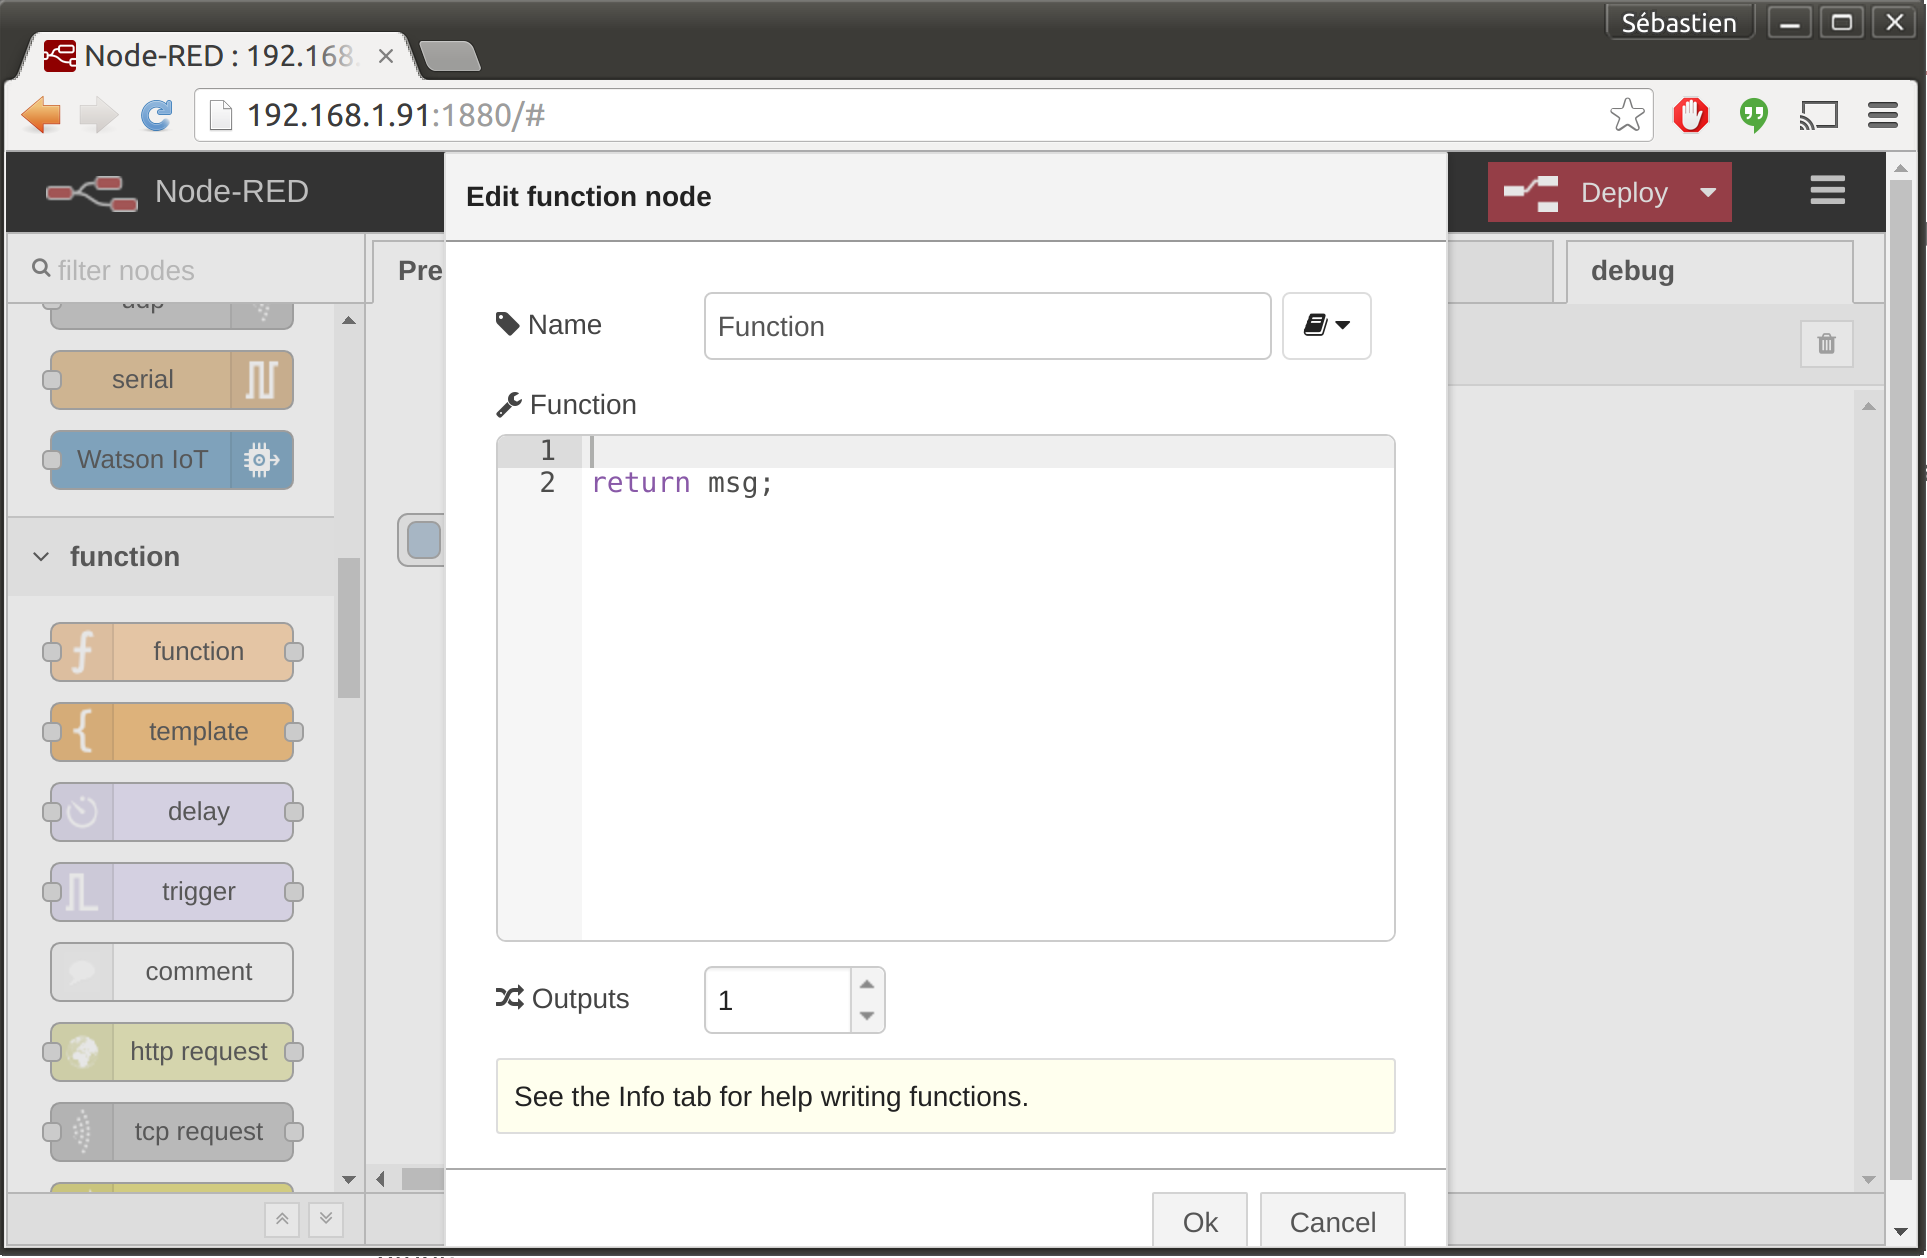 Sébastien
Node-RED : 192.168.
192.168.1.91:1880/#
Node-RED
Edit function node
Deploy
filter nodes
Pre
debug
Name
Function
Function
serial
Watson IoT
1
2 return msg;
function
function
template
delay
trigger
comment
http request
tcp request
Outputs
1
See the Info tab for help writing functions.
Ok
Cancel